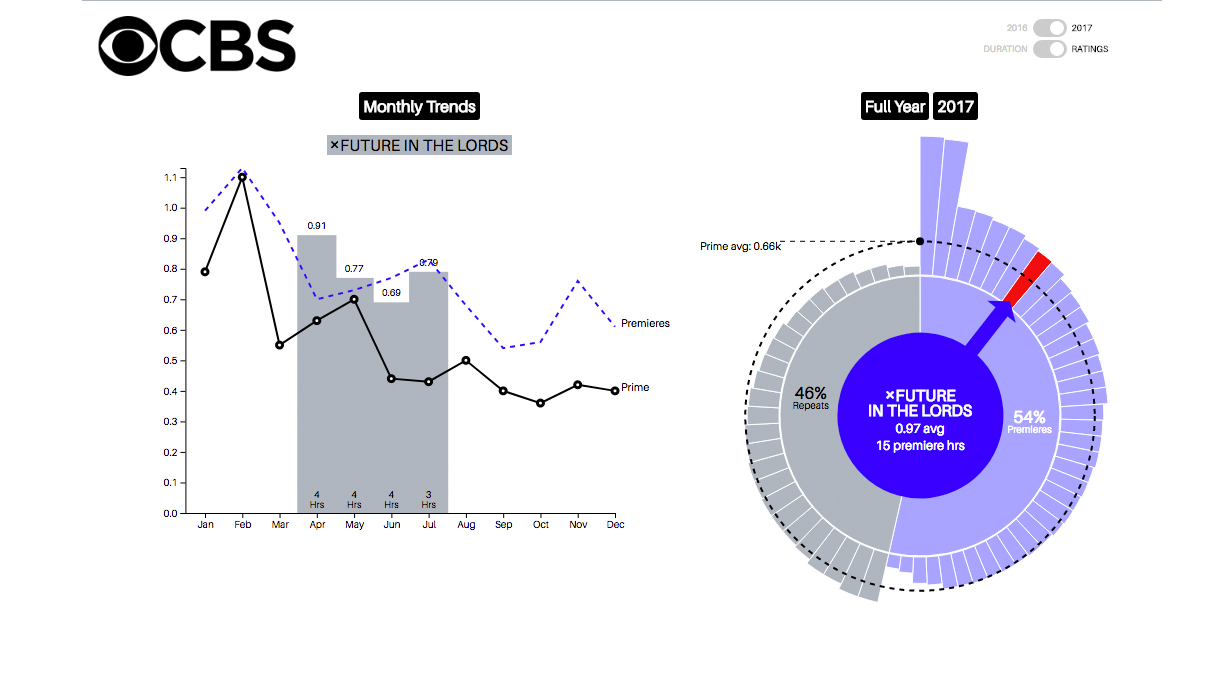 CBS
2016 2017
DURATION RATINGS
Monthly Trends
×FUTURE IN THE LORDS
1.1
1.0
0.9
0.8
0.7
0.6
0.5
0.4
0.3
0.2
0.1
0.0
0.91
0.77
0.69
0.79
Premieres
Prime
4
Hrs
4
Hrs
4
Hrs
3
Hrs
Jan Feb Mar Apr May Jun Jul Aug Sep Oct Nov Dec
Full Year 2017
Prime avg: 0.66k
46%
Repeats
×FUTURE
IN THE LORDS
0.97 avg
15 premiere hrs
54%
Premieres